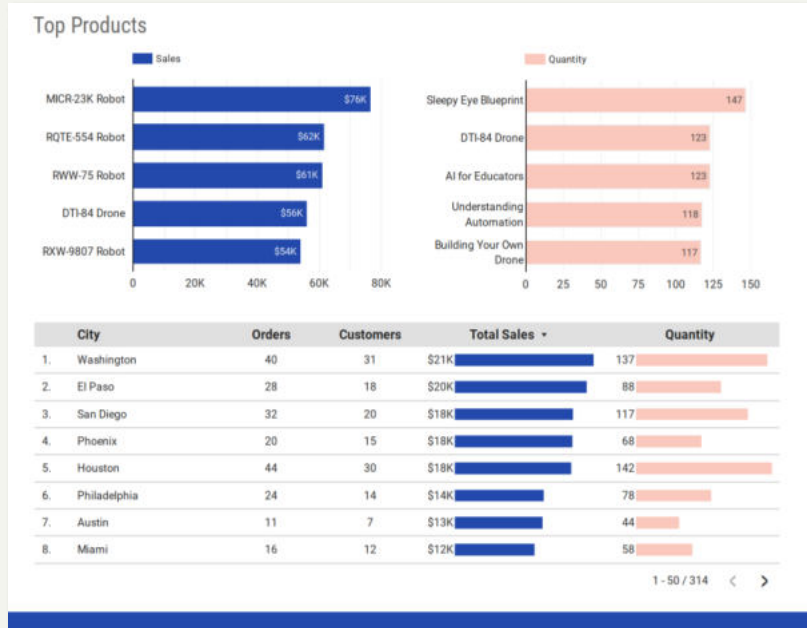 Top Products
Sales
MICR-23K Robot $76K
RQTE-554 Robot $62K
RWW-75 Robot $61K
DTI-84 Drone $56K
RXW-9807 Robot $54K
0 20K 40K 60K 80K
Quantity
Sleepy Eye Blueprint 147
DTI-84 Drone 123
AI for Educators 123
Understanding
Automation 118
Building Your Own
Drone 117
0 25 50 75 100 125 150
City Orders Customers Total Sales Quantity
1. Washington 40 31 $21K 137
2. El Paso 28 18 $20K 88
3. San Diego 32 20 $18K 117
4. Phoenix 20 15 $18K 68
5. Houston 44 30 $18K 142
6. Philadelphia 24 14 $14K 78
7. Austin 11 7 $13K 44
8. Miami 16 12 $12K 58
1 - 50 / 314